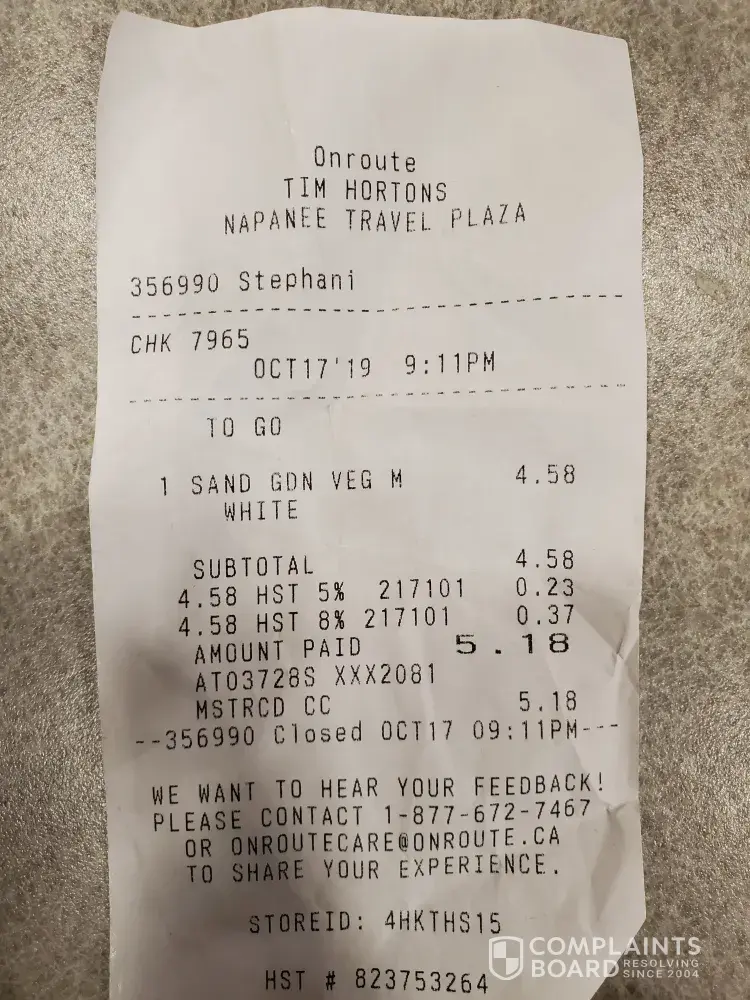 Onroute
TIM HORTONS
NAPANEE TRAVEL PLAZA
356990 Stephani
CHK 7965
OCT17'19 9:11PM
TO GO
1 SAND GDN VEG M 4.58
WHITE
SUBTOTAL 4.58
4.58 HST 5% 217101 0.23
4.58 HST 8% 217101 0.37
AMOUNT PAID 5.18
AT03728S XXX2081
MSTRCD CC 5.18
--356990 Closed OCT17 09:11PM---
WE WANT TO HEAR YOUR FEEDBACK!
PLEASE CONTACT 1-877-672-7467
OR ONROUTECARE@ONROUTE.CA
TO SHARE YOUR EXPERIENCE.
STOREID: 4HKTHS15
HST # 823753264
COMPLAINTS
BOARD RESOLVING
SINCE 2004